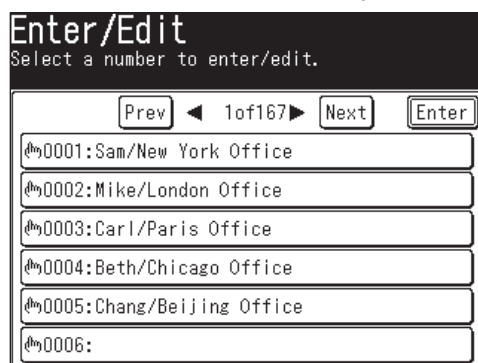 Enter/Edit
Select a number to enter/edit.
Prev ◀ 1of167▶ Next Enter
0001:Sam/New York Office
0002:Mike/London Office
0003:Carl/Paris Office
0004:Beth/Chicago Office
0005:Chang/Beijing Office
0006: